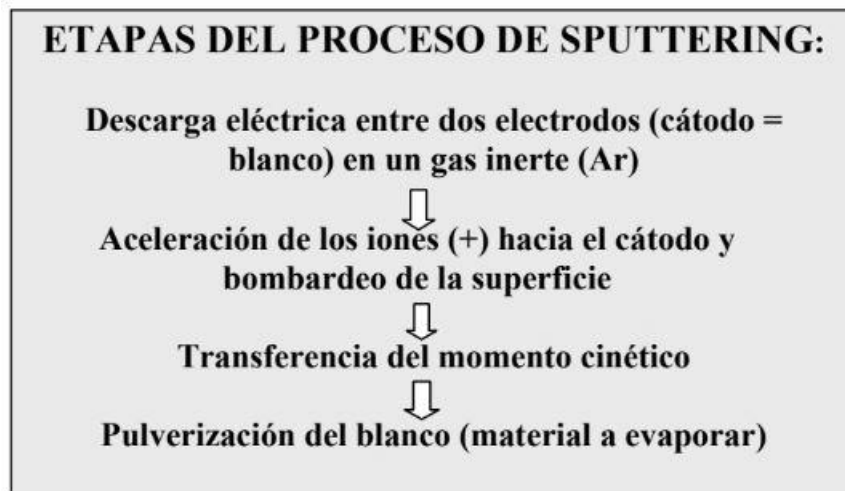 ETAPAS DEL PROCESO DE SPUTTERING:
Descarga eléctrica entre dos electrodos (cátodo =
blanco) en un gas inerte (Ar)
Aceleración de los iones (+) hacia el cátodo y
bombardeo de la superficie
Transferencia del momento cinético
Pulverización del blanco (material a evaporar)